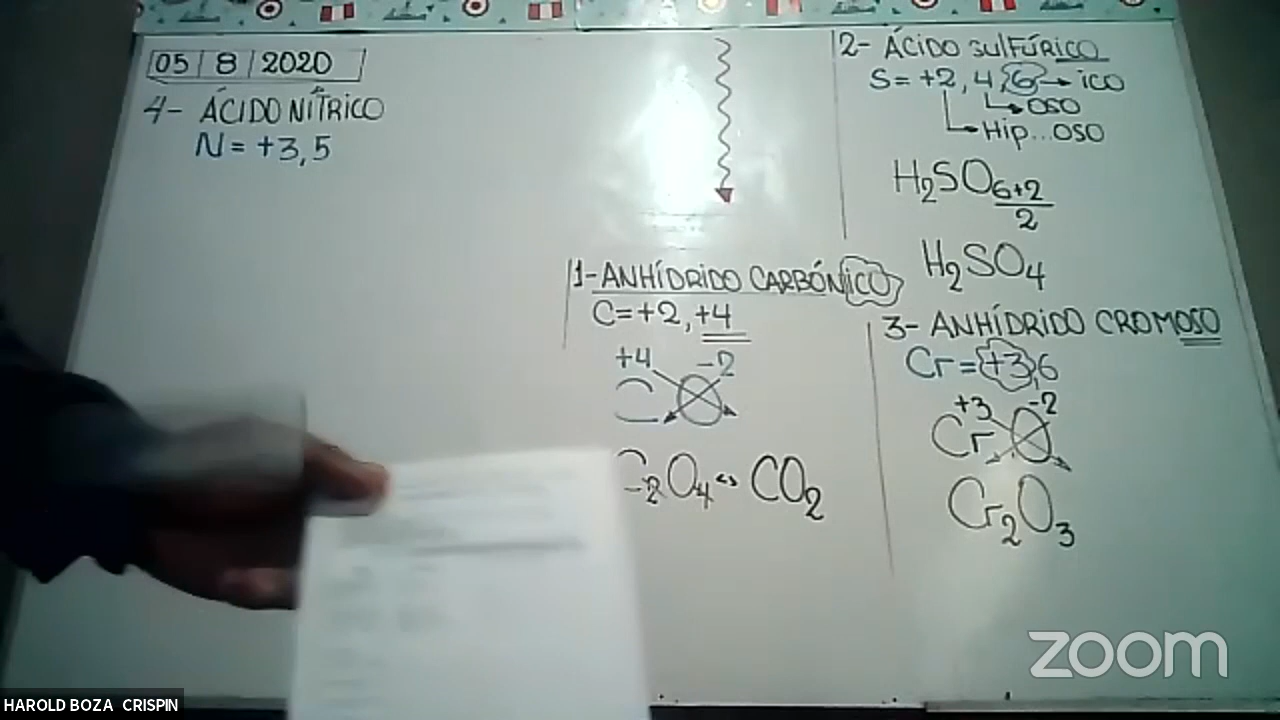 05 | 8 | 2020
4- ÁCIDO NÍTRICO
N = +3,5
1- ANHÍDRIDO CARBÓNICO
C = +2, +4
+4 -2
C O
C2O4 CO2
2- ÁCIDO SULFÚRICO
S = +2, 4, 6 → ICO
→ OSO
→ Hip...OSO
H2SO6+2
2
H2SO4
3- ANHÍDRIDO CROMOSO
Cr = +3,6
+3 -2
Cr O
Cr2O3
zoom
HAROLD BOZA CRISPIN